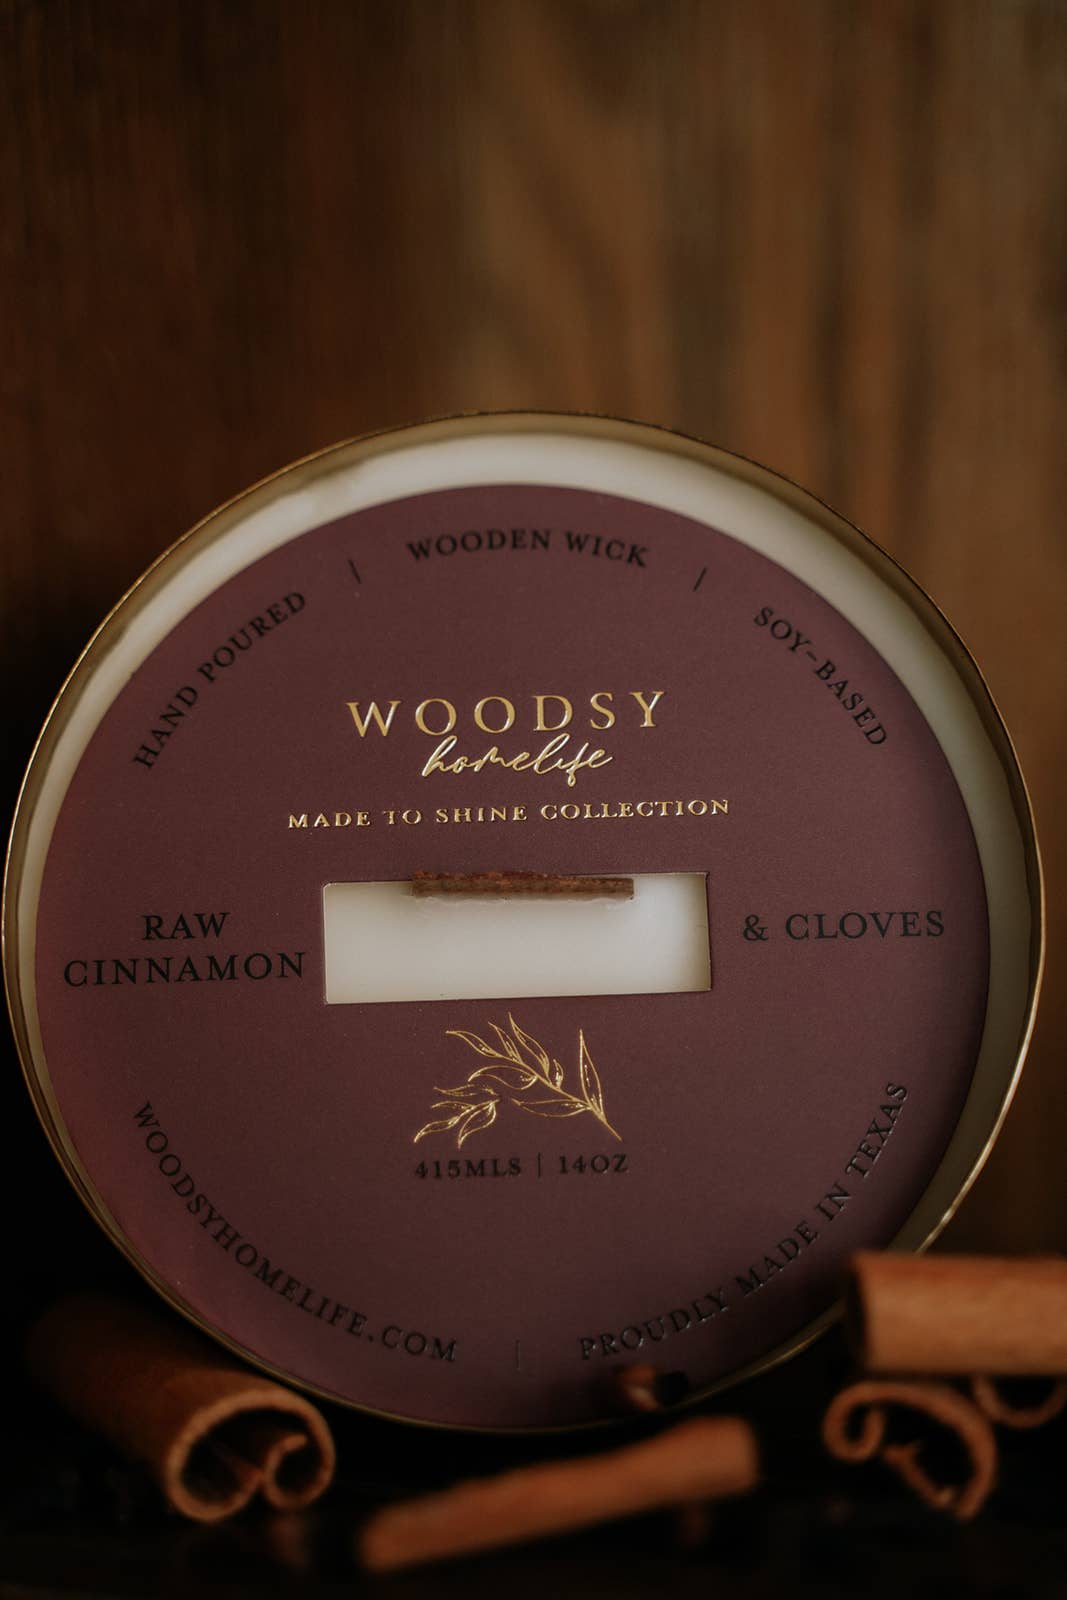 HAND POURED | WOODEN WICK | SOY-BASED
WOODSY
homelife
MADE TO SHINE COLLECTION
RAW
CINNAMON
& CLOVES
415MLS | 14OZ
WOODSYHOMELIFE.COM | PROUDLY MADE IN TEXAS